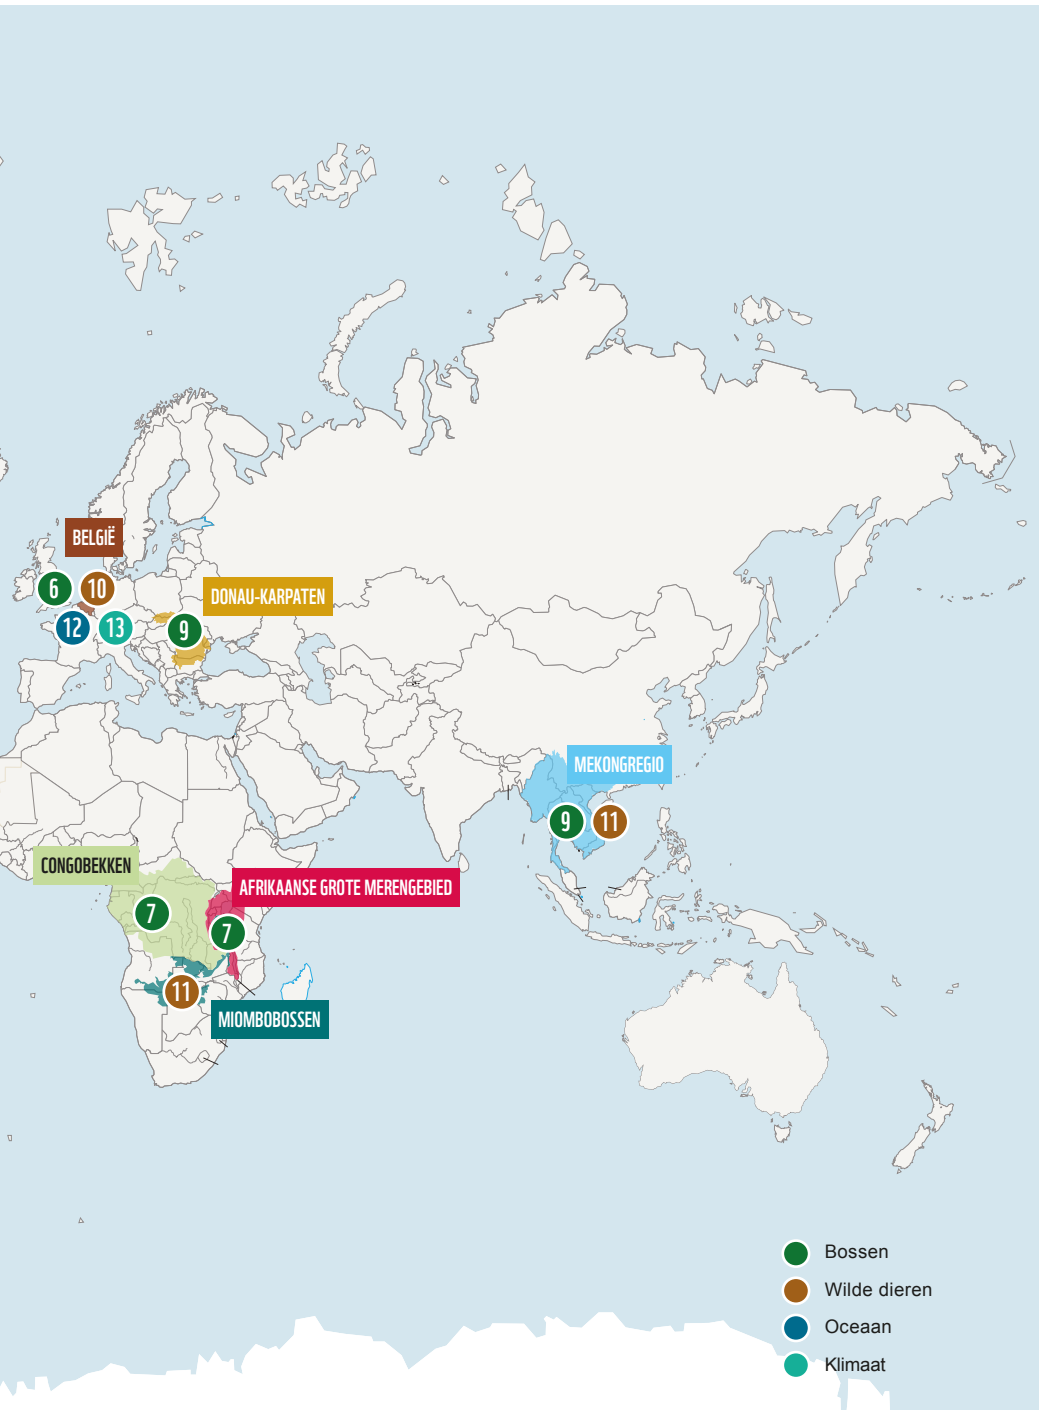 BELGIË
6
10
12
13
DONAU-KARPATEN
9
MEKONGREGIO
9
11
CONGOBEKKEN
7
AFRIKAANSE GROTE MERENGEBIED
7
11
MIOMBOBOSSEN
Bossen
Wilde dieren
Oceaan
Klimaat